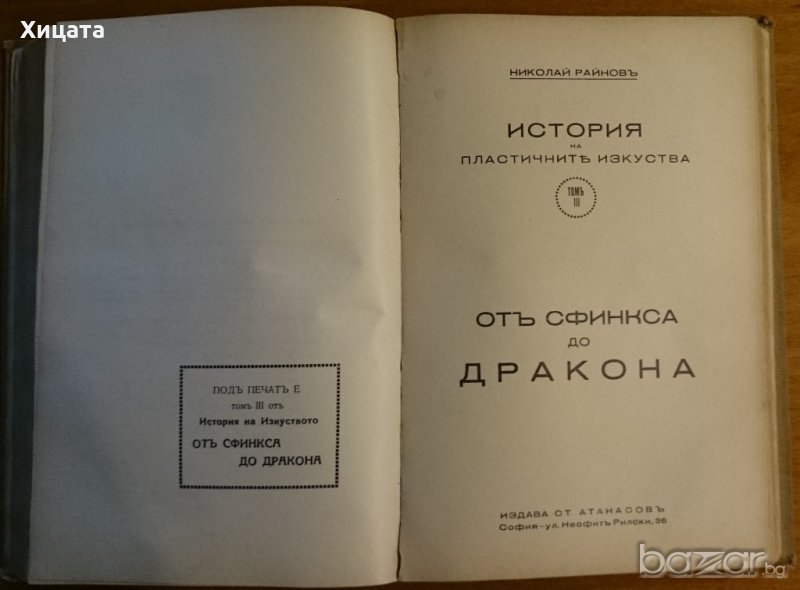 Хицата
ПОДЪ ПЕЧАТЪ Е
томъ III отъ
История на Изкуството
ОТЪ СФИНКСА
ДО ДРАКОНА
НИКОЛАЙ РАЙНОВЪ
ИСТОРИЯ
НА
ПЛАСТИЧНИТѢ ИЗКУСТВА
ТОМЪ
III
ОТЪ СФИНКСА
ДО
ДРАКОНА
ИЗДАВА СТ АТАНАСОВЪ
София–ул. Неофитъ Рилски, 36
bazar.bg